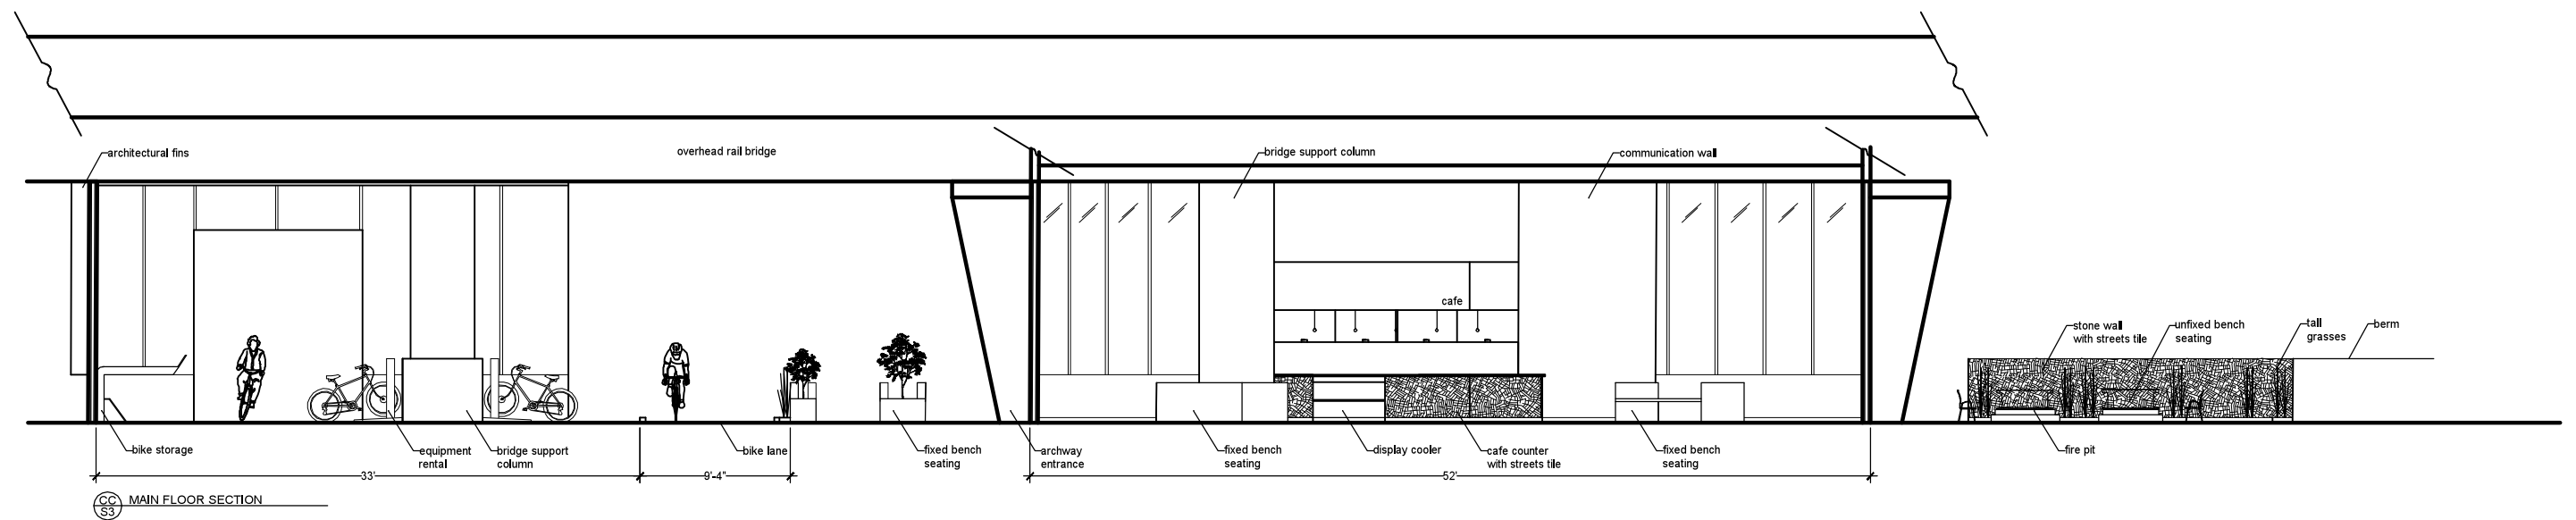 architectural fins
overhead rail bridge
bridge support column
communication wall
cafe
stone wall
with streets tile
unfixed bench
seating
tall
grasses
berm
bike storage
equipment
rental
bridge support
column
bike lane
fixed bench
seating
archway
entrance
fixed bench
seating
display cooler
cafe counter
with streets tile
fixed bench
seating
fire pit
33'
9'-4"
52'
CC
S3
MAIN FLOOR SECTION